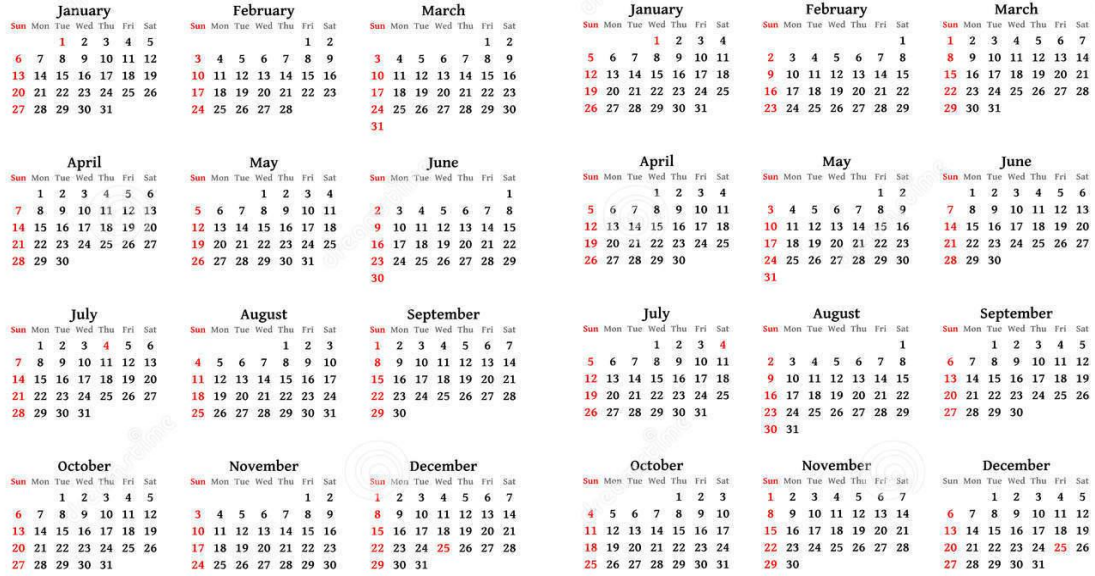 January
Sun Mon Tue Wed Thu Fri Sat
1 2 3 4 5
6 7 8 9 10 11 12
13 14 15 16 17 18 19
20 21 22 23 24 25 26
27 28 29 30 31
February
Sun Mon Tue Wed Thu Fri Sat
1 2
3 4 5 6 7 8 9
10 11 12 13 14 15 16
17 18 19 20 21 22 23
24 25 26 27 28
March
Sun Mon Tue Wed Thu Fri Sat
1 2
3 4 5 6 7 8 9
10 11 12 13 14 15 16
17 18 19 20 21 22 23
24 25 26 27 28 29 30
31
April
Sun Mon Tue Wed Thu Fri Sat
1 2 3 4 5 6
7 8 9 10 11 12 13
14 15 16 17 18 19 20
21 22 23 24 25 26 27
28 29 30
May
Sun Mon Tue Wed Thu Fri Sat
1 2 3 4
5 6 7 8 9 10 11
12 13 14 15 16 17 18
19 20 21 22 23 24 25
26 27 28 29 30 31
June
Sun Mon Tue Wed Thu Fri Sat
1
2 3 4 5 6 7 8
9 10 11 12 13 14 15
16 17 18 19 20 21 22
23 24 25 26 27 28 29
30
July
Sun Mon Tue Wed Thu Fri Sat
1 2 3 4 5 6
7 8 9 10 11 12 13
14 15 16 17 18 19 20
21 22 23 24 25 26 27
28 29 30 31
August
Sun Mon Tue Wed Thu Fri Sat
1 2 3
4 5 6 7 8 9 10
11 12 13 14 15 16 17
18 19 20 21 22 23 24
25 26 27 28 29 30 31
September
Sun Mon Tue Wed Thu Fri Sat
1 2 3 4 5 6 7
8 9 10 11 12 13 14
15 16 17 18 19 20 21
22 23 24 25 26 27 28
29 30
October
Sun Mon Tue Wed Thu Fri Sat
1 2 3 4 5
6 7 8 9 10 11 12
13 14 15 16 17 18 19
20 21 22 23 24 25 26
27 28 29 30 31
November
Sun Mon Tue Wed Thu Fri Sat
1 2
3 4 5 6 7 8 9
10 11 12 13 14 15 16
17 18 19 20 21 22 23
24 25 26 27 28 29 30
December
Sun Mon Tue Wed Thu Fri Sat
1 2 3 4 5 6 7
8 9 10 11 12 13 14
15 16 17 18 19 20 21
22 23 24 25 26 27 28
29 30 31
January
Sun Mon Tue Wed Thu Fri Sat
1 2 3 4
5 6 7 8 9 10 11
12 13 14 15 16 17 18
19 20 21 22 23 24 25
26 27 28 29 30 31
February
Sun Mon Tue Wed Thu Fri Sat
1
2 3 4 5 6 7 8
9 10 11 12 13 14 15
16 17 18 19 20 21 22
23 24 25 26 27 28 29
March
Sun Mon Tue Wed Thu Fri Sat
1 2 3 4 5 6 7
8 9 10 11 12 13 14
15 16 17 18 19 20 21
22 23 24 25 26 27 28
29 30 31
April
Sun Mon Tue Wed Thu Fri Sat
1 2 3 4
5 6 7 8 9 10 11
12 13 14 15 16 17 18
19 20 21 22 23 24 25
26 27 28 29 30
May
Sun Mon Tue Wed Thu Fri Sat
1 2
3 4 5 6 7 8 9
10 11 12 13 14 15 16
17 18 19 20 21 22 23
24 25 26 27 28 29 30
31
June
Sun Mon Tue Wed Thu Fri Sat
1 2 3 4 5 6
7 8 9 10 11 12 13
14 15 16 17 18 19 20
21 22 23 24 25 26 27
28 29 30
July
Sun Mon Tue Wed Thu Fri Sat
1 2 3 4
5 6 7 8 9 10 11
12 13 14 15 16 17 18
19 20 21 22 23 24 25
26 27 28 29 30 31
August
Sun Mon Tue Wed Thu Fri Sat
1
2 3 4 5 6 7 8
9 10 11 12 13 14 15
16 17 18 19 20 21 22
23 24 25 26 27 28 29
30 31
September
Sun Mon Tue Wed Thu Fri Sat
1 2 3 4 5
6 7 8 9 10 11 12
13 14 15 16 17 18 19
20 21 22 23 24 25 26
27 28 29 30
October
Sun Mon Tue Wed Thu Fri Sat
1 2 3
4 5 6 7 8 9 10
11 12 13 14 15 16 17
18 19 20 21 22 23 24
25 26 27 28 29 30 31
November
Sun Mon Tue Wed Thu Fri Sat
1 2 3 4 5 6 7
8 9 10 11 12 13 14
15 16 17 18 19 20 21
22 23 24 25 26 27 28
29 30
December
Sun Mon Tue Wed Thu Fri Sat
1 2 3 4 5
6 7 8 9 10 11 12
13 14 15 16 17 18 19
20 21 22 23 24 25 26
27 28 29 30 31